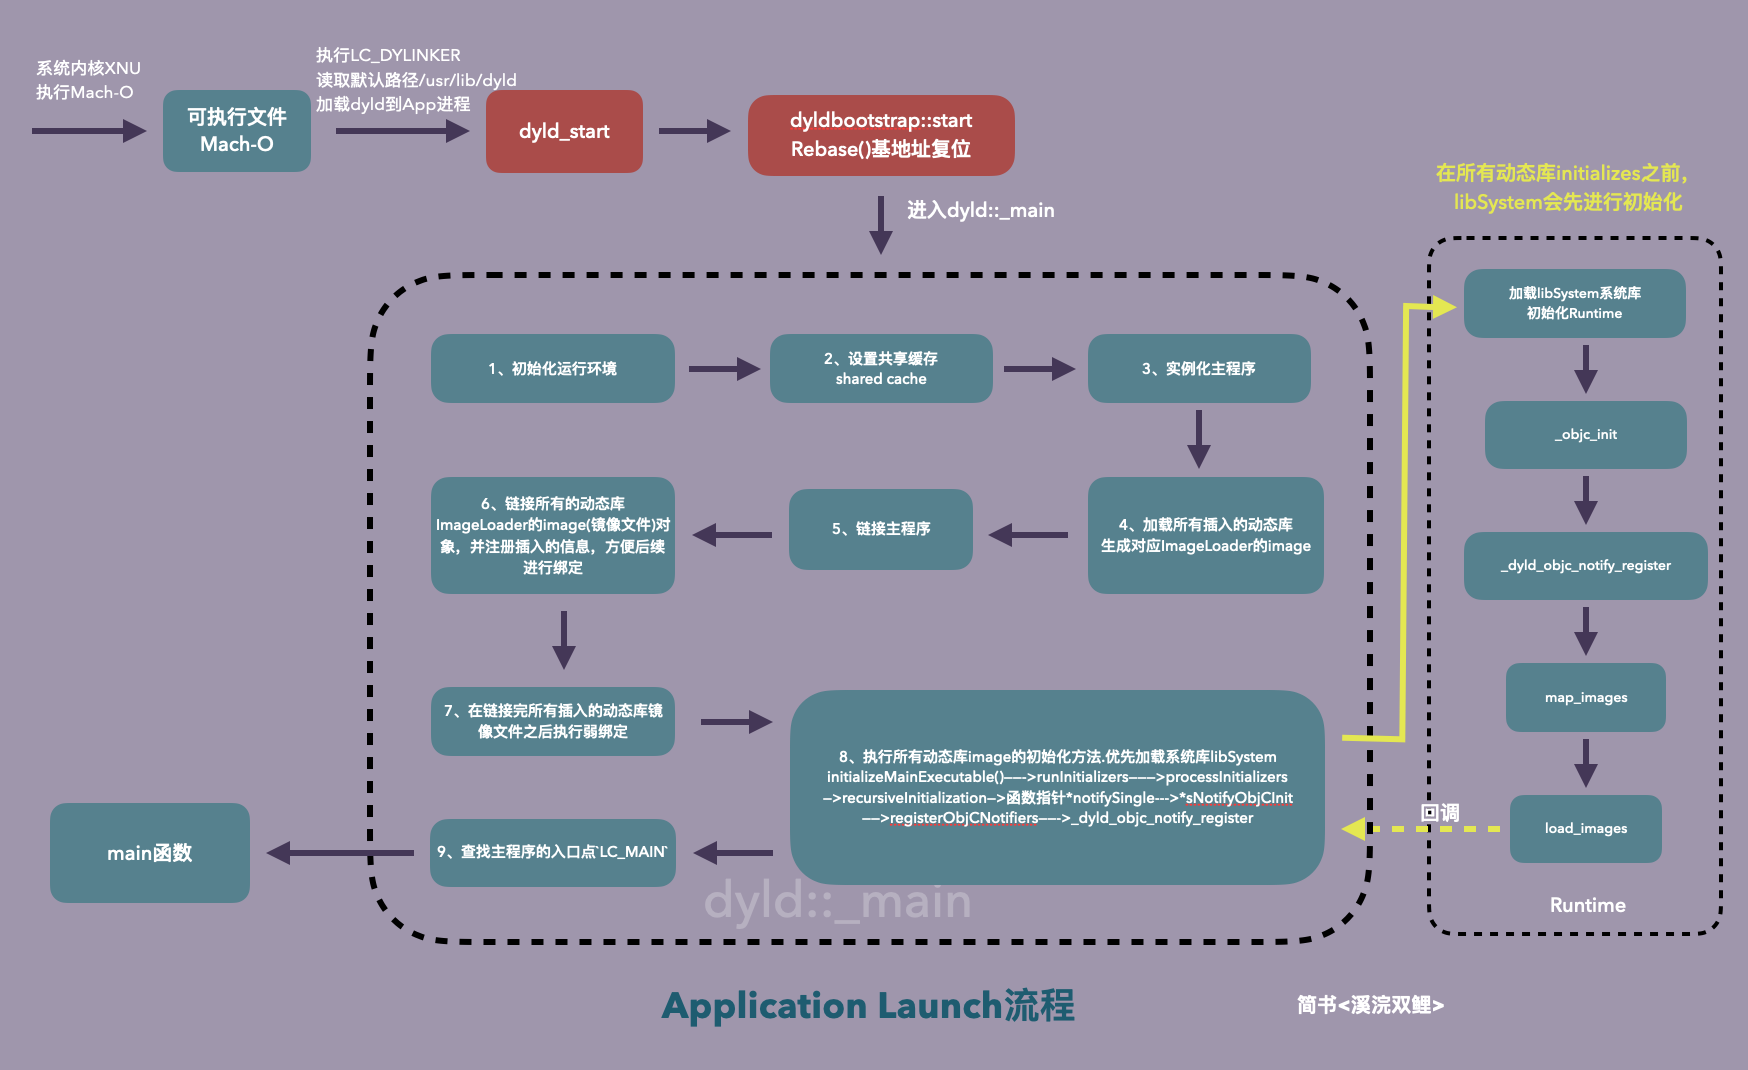 系统内核XNU
执行Mach-O
执行LC_DYLINKER
读取默认路径/usr/lib/dyld
加载dyld到App进程
可执行文件
Mach-O
dyld_start
dyldbootstrap::start
Rebase()基地址复位
进入dyld::_main
在所有动态库initializes之前,
libSystem会先进行初始化
1、初始化运行环境
2、设置共享缓存
shared cache
3、实例化主程序
4、加载所有插入的动态库
生成对应ImageLoader的image
5、链接主程序
6、链接所有的动态库
ImageLoader的image(镜像文件)对
象，并注册插入的信息，方便后续
进行绑定
7、在链接完所有插入的动态库镜
像文件之后执行弱绑定
8、执行所有动态库image的初始化方法.优先加载系统库libSystem
initializeMainExecutable()—-->runInitializers——>processInitializers
—>recursiveInitialization—>函数指针*notifySingle--->*sNotifyObjCInit
—->registerObjCNotifiers—-->_dyld_objc_notify_register
9、查找主程序的入口点`LC_MAIN`
main函数
dyld::_main
加载libSystem系统库
初始化Runtime
_objc_init
_dyld_objc_notify_register
map_images
load_images
回调
Runtime
Application Launch流程
简书<溪浣双鲤>